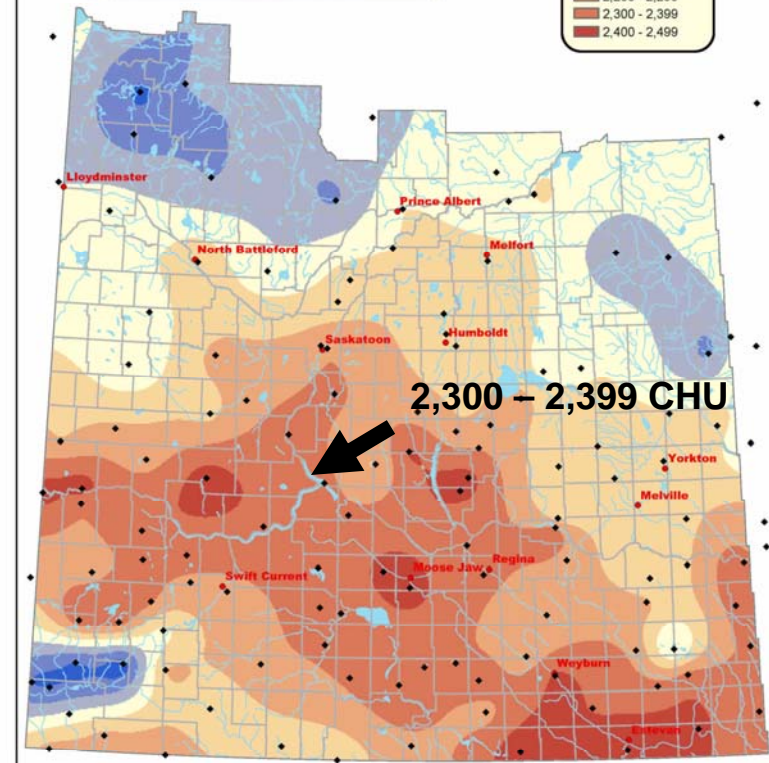 2,300 - 2,399
2,400 - 2,499
Lloydminster
Prince Albert
North Battleford
Melfort
Saskatoon
Humboldt
2,300 – 2,399 CHU
Yorkton
Melville
Moose Jaw
Regina
Swift Current
Weyburn
Estevan